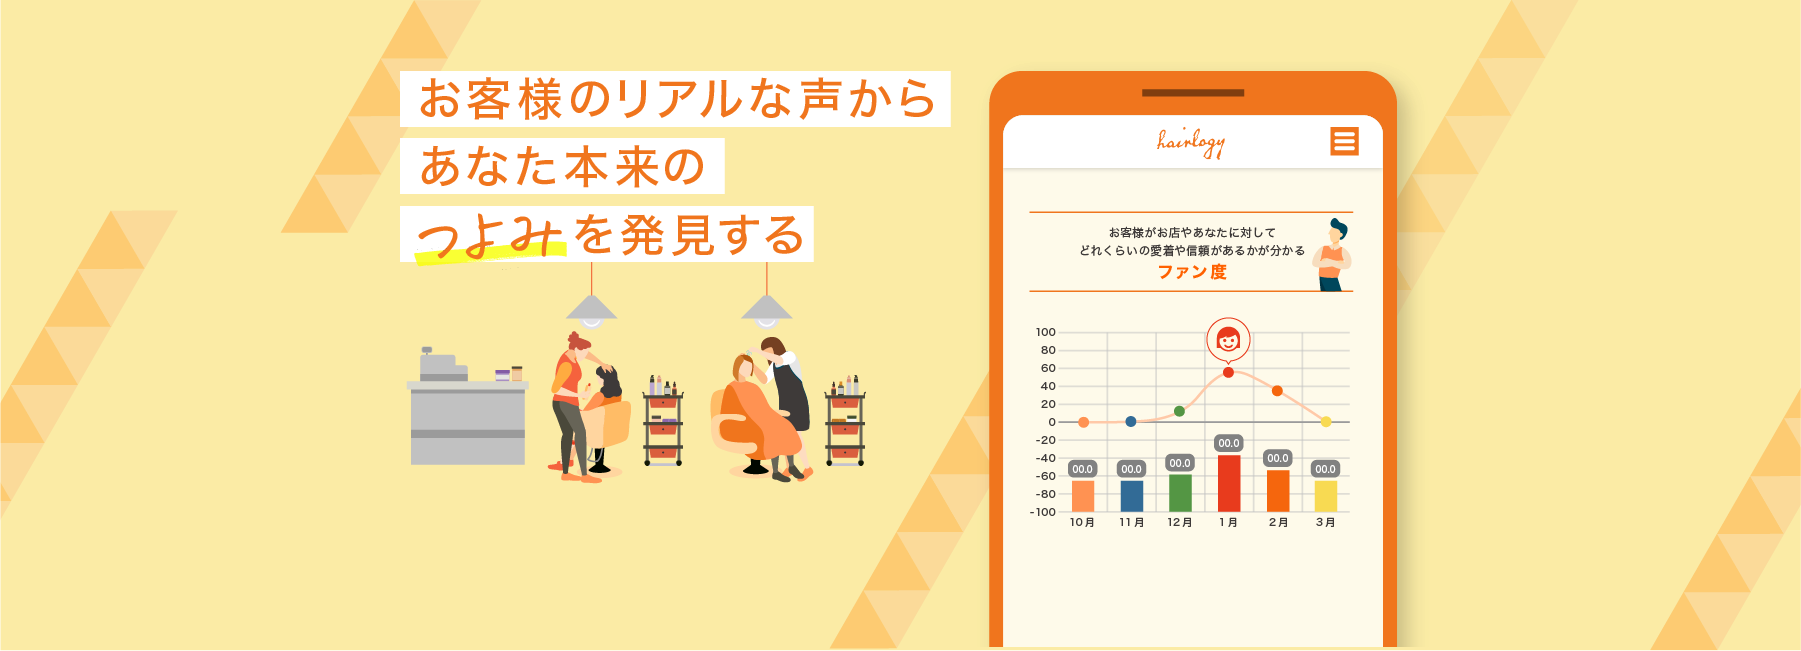 お客様のリアルな声から
あなた本来の
つよみを発見する
hairlogy
お客様がお店やあなたに対して
どれくらいの愛着や信頼があるかが分かる
ファン度
100
80
60
40
20
0
-20
-40
-60
-80
-100
00.0 00.0 00.0 00.0 00.0 00.0
10月 11月 12月 1月 2月 3月